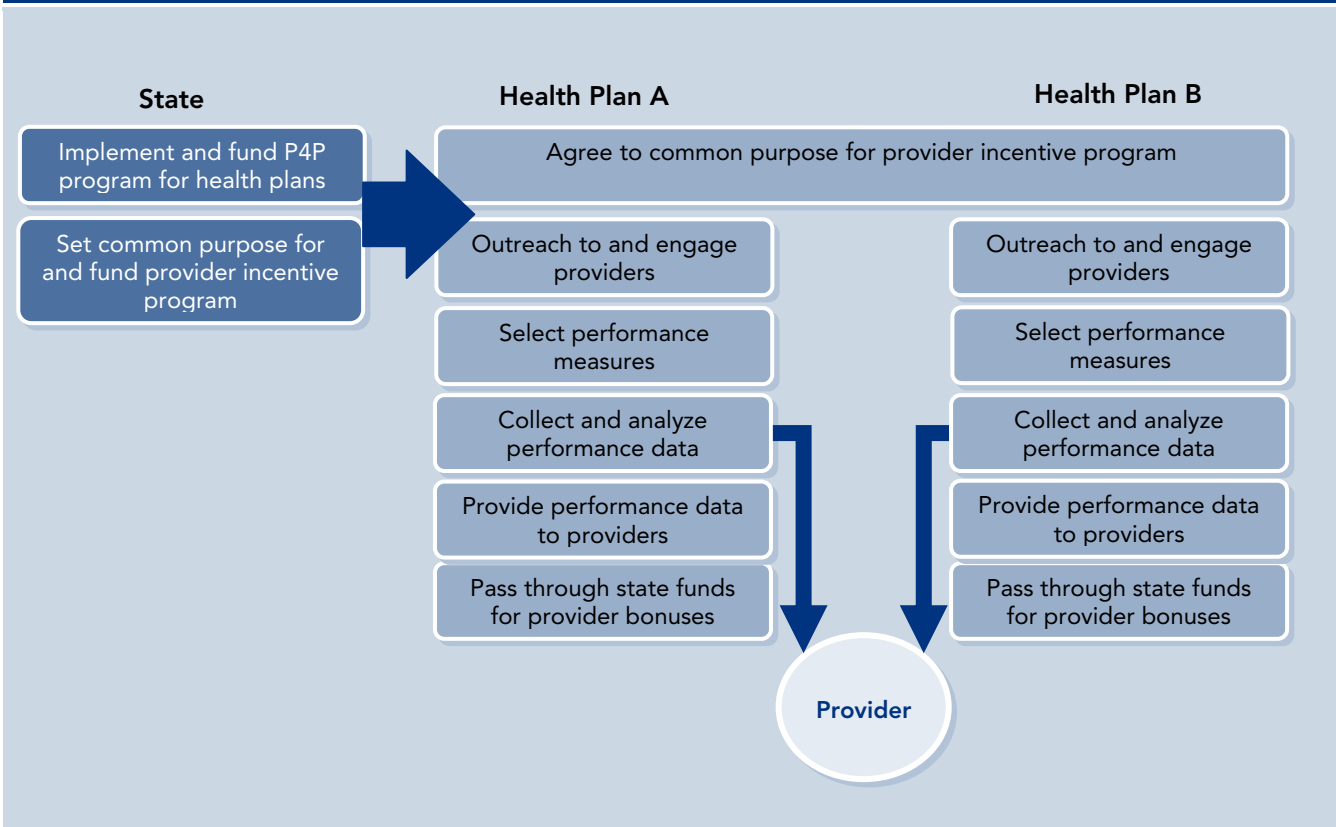 State
Health Plan A
Health Plan B
Implement and fund P4P
program for health plans
Set common purpose for
and fund provider incentive
program
Agree to common purpose for provider incentive program
Outreach to and engage
providers
Select performance
measures
Collect and analyze
performance data
Provide performance data
to providers
Pass through state funds
for provider bonuses
Outreach to and engage
providers
Select performance
measures
Collect and analyze
performance data
Provide performance data
to providers
Pass through state funds
for provider bonuses
Provider